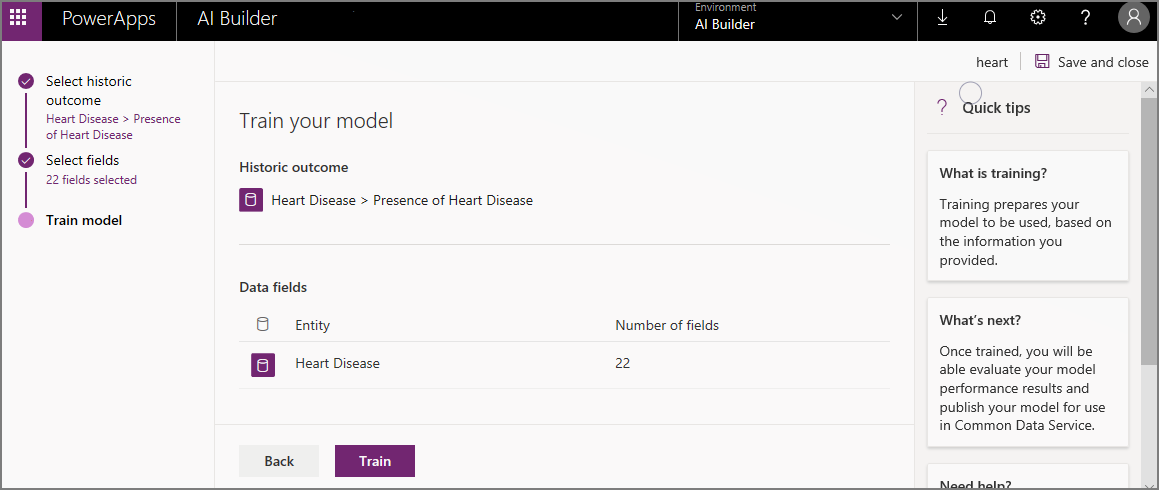 PowerApps
AI Builder
Environment
AI Builder
?
heart
Save and close
Select historic
outcome
Heart Disease > Presence
of Heart Disease
Select fields
22 fields selected
Train model
Train your model
Historic outcome
Heart Disease > Presence of Heart Disease
Data fields
Entity
Number of fields
Heart Disease
22
Back
Train
? Quick tips
What is training?
Training prepares your
model to be used, based on
the information you
provided.
What's next?
Once trained, you will be
able evaluate your model
performance results and
publish your model for use
in Common Data Service.
Need help?